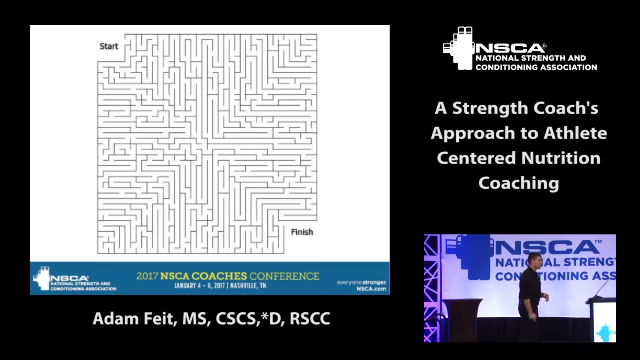 Start
Finish
NSCA
NATIONAL STRENGTH AND
CONDITIONING ASSOCIATION
2017 NSCA COACHES CONFERENCE
JANUARY 4 – 6, 2017 | NASHVILLE, TN
everyone stronger
NSCA.com
Adam Feit, MS, CSCS,*D, RSCC
NSCA®
NATIONAL STRENGTH AND
CONDITIONING ASSOCIATION
A Strength Coach's
Approach to Athlete
Centered Nutrition
Coaching
NSCA™
NATIONAL STRENGTH
CONDITIONING ASS